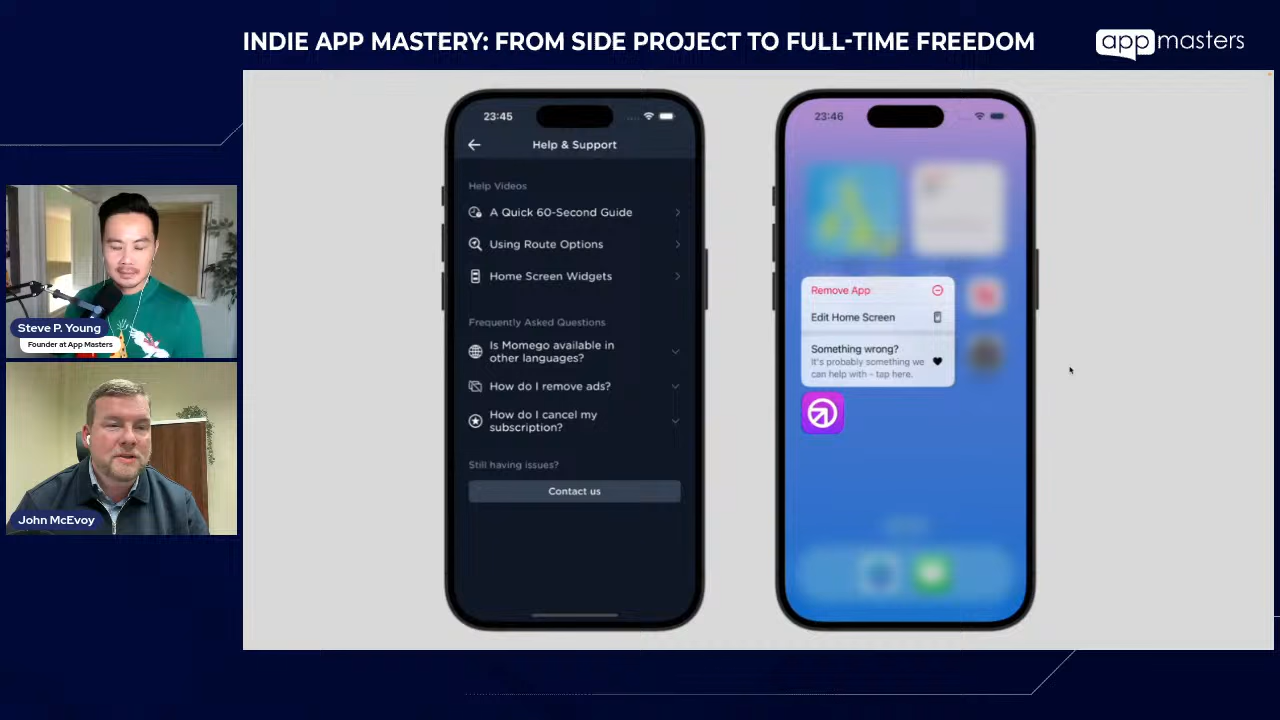 INDIE APP MASTERY: FROM SIDE PROJECT TO FULL-TIME FREEDOM
app masters
Steve P. Young
Founder at App Masters
John McEvoy
23:45
Help & Support
Help Videos
A Quick 60-Second Guide
Using Route Options
Home Screen Widgets
Frequently Asked Questions
Is Momego available in
other languages?
How do I remove ads?
How do I cancel my
subscription?
Still having issues?
Contact us
23:46
Remove App
Edit Home Screen
Something wrong?
It's probably something we
can help with - tap here.